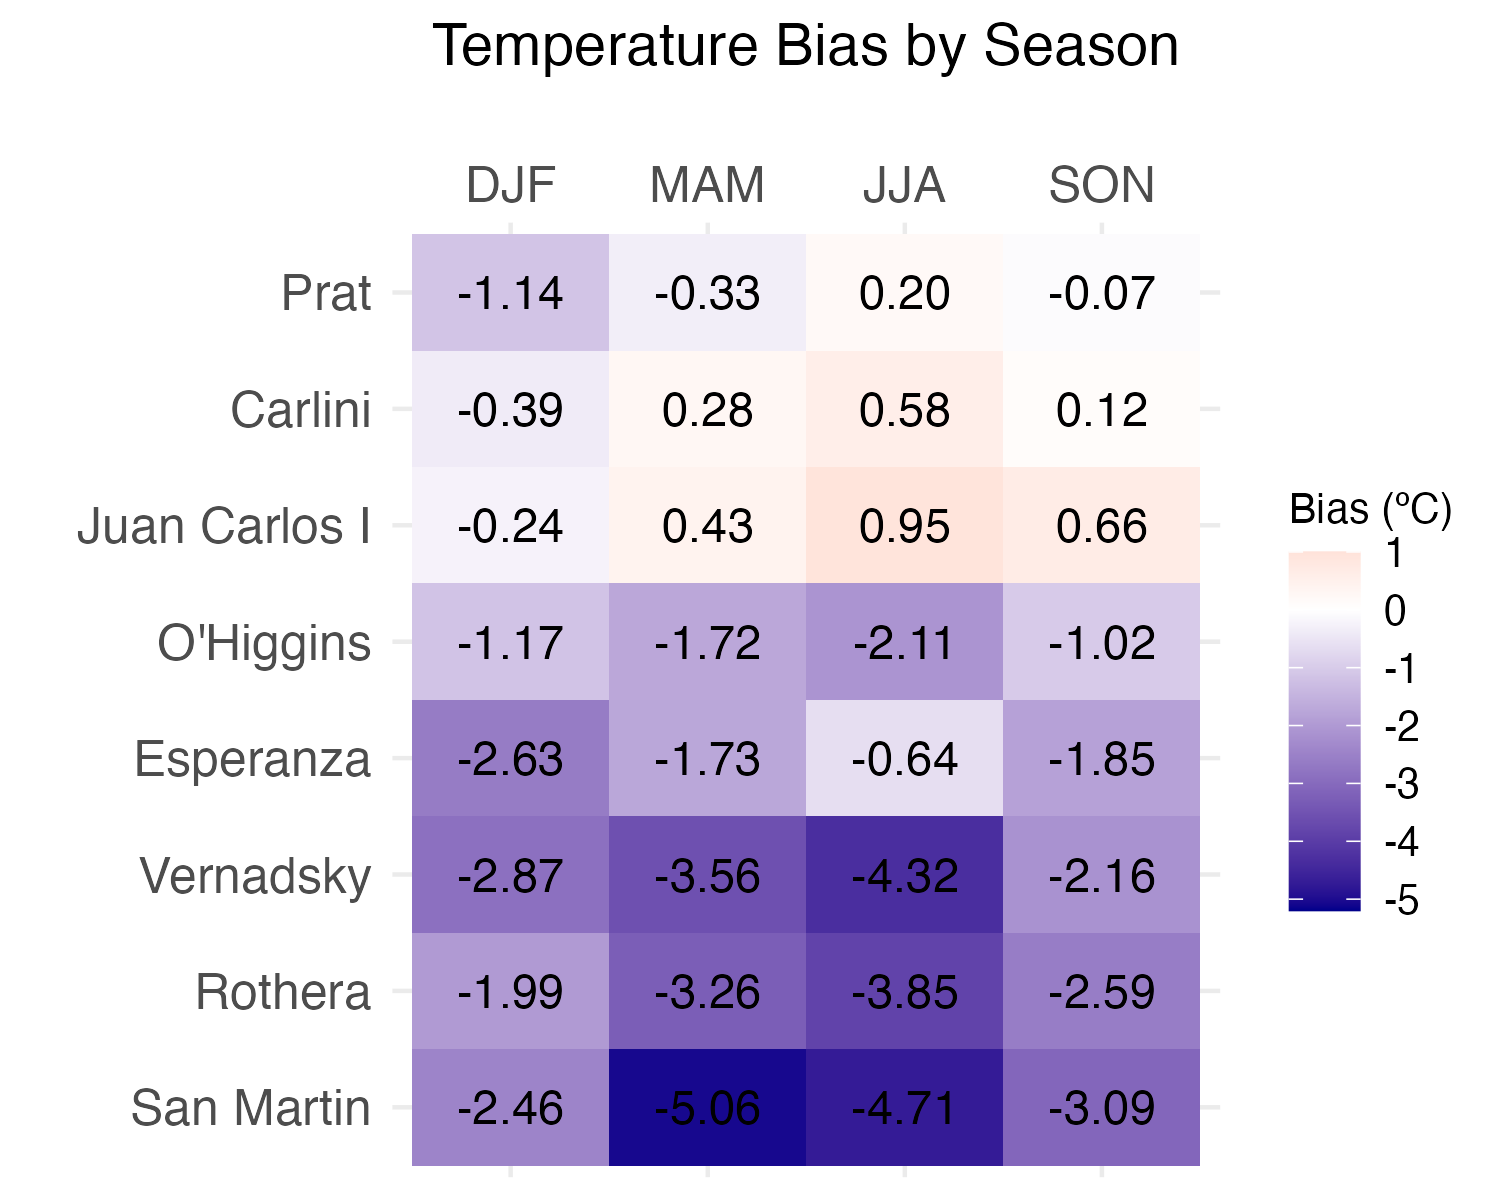 Temperature Bias by Season
DJF MAM JJA SON
Prat -1.14 -0.33 0.20 -0.07
Carlini -0.39 0.28 0.58 0.12
Juan Carlos I -0.24 0.43 0.95 0.66
O'Higgins -1.17 -1.72 -2.11 -1.02
Esperanza -2.63 -1.73 -0.64 -1.85
Vernadsky -2.87 -3.56 -4.32 -2.16
Rothera -1.99 -3.26 -3.85 -2.59
San Martin -2.46 -5.06 -4.71 -3.09
Bias (ºC)
1
0
-1
-2
-3
-4
-5